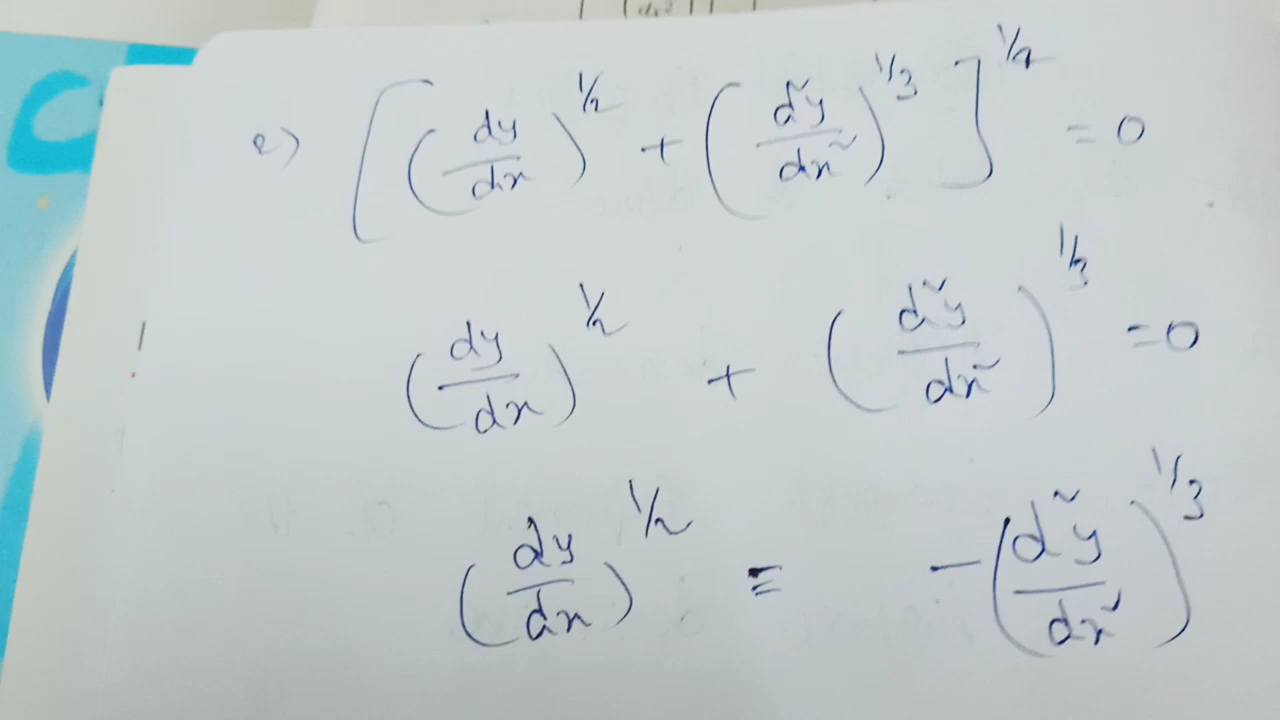 dx²
C
e) [(dy/dx)^1/2 + (d²y/dx²)^1/3]^1/4 = 0
(dy/dx)^1/2 + (d²y/dx²)^1/3 = 0
(dy/dx)^1/2 = -(d²y/dx²)^1/3